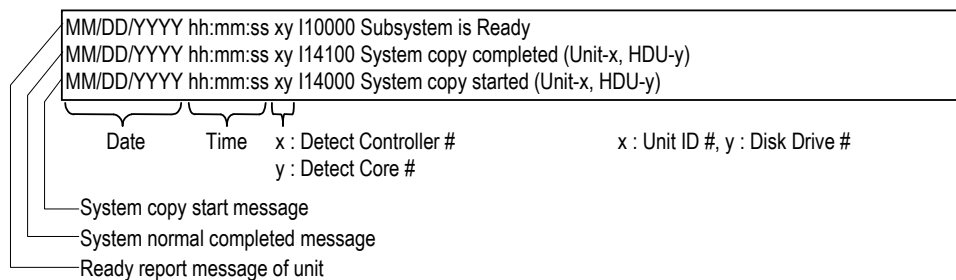 MM/DD/YYYY hh:mm:ss xy I10000 Subsystem is Ready
MM/DD/YYYY hh:mm:ss xy I14100 System copy completed (Unit-x, HDU-y)
MM/DD/YYYY hh:mm:ss xy I14000 System copy started (Unit-x, HDU-y)
Date Time x : Detect Controller # x : Unit ID #, y : Disk Drive #
y : Detect Core #
System copy start message
System normal completed message
Ready report message of unit